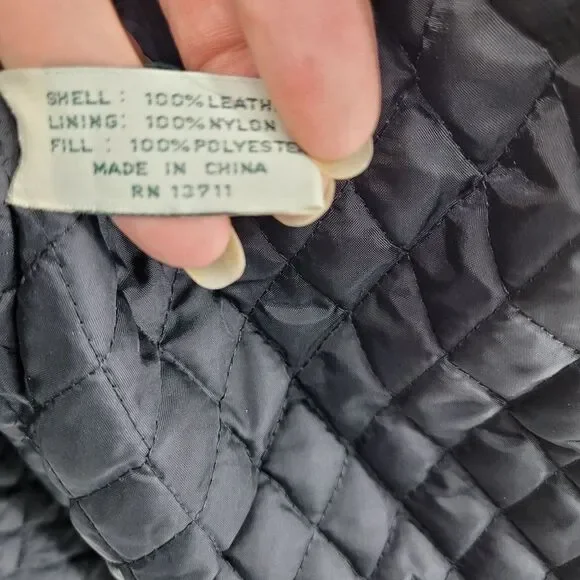 SHELL: 100% LEATH
LINING: 100% NYLON
FILL: 100% POLYESTE
MADE IN CHINA
RN 13711